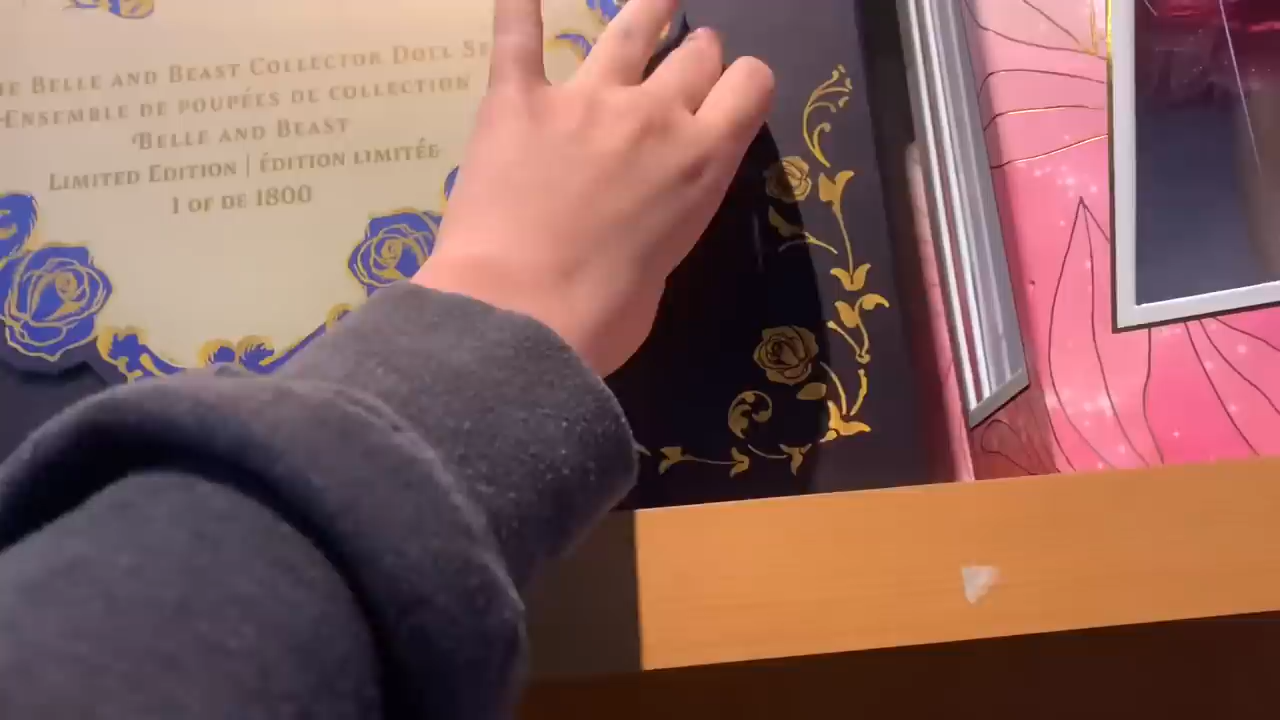 BELLE AND BEAST COLLECTOR DOLL
ENSEMBLE DE POUPÉES DE COLLECTION
BELLE AND BEAST
LIMITED EDITION | ÉDITION LIMITÉE
1 OF DE 1800